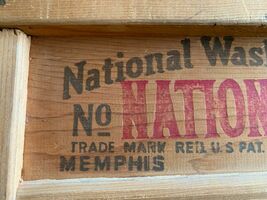 National Was
No NATION
TRADE MARK REG. U.S PAT.
MEMPHIS